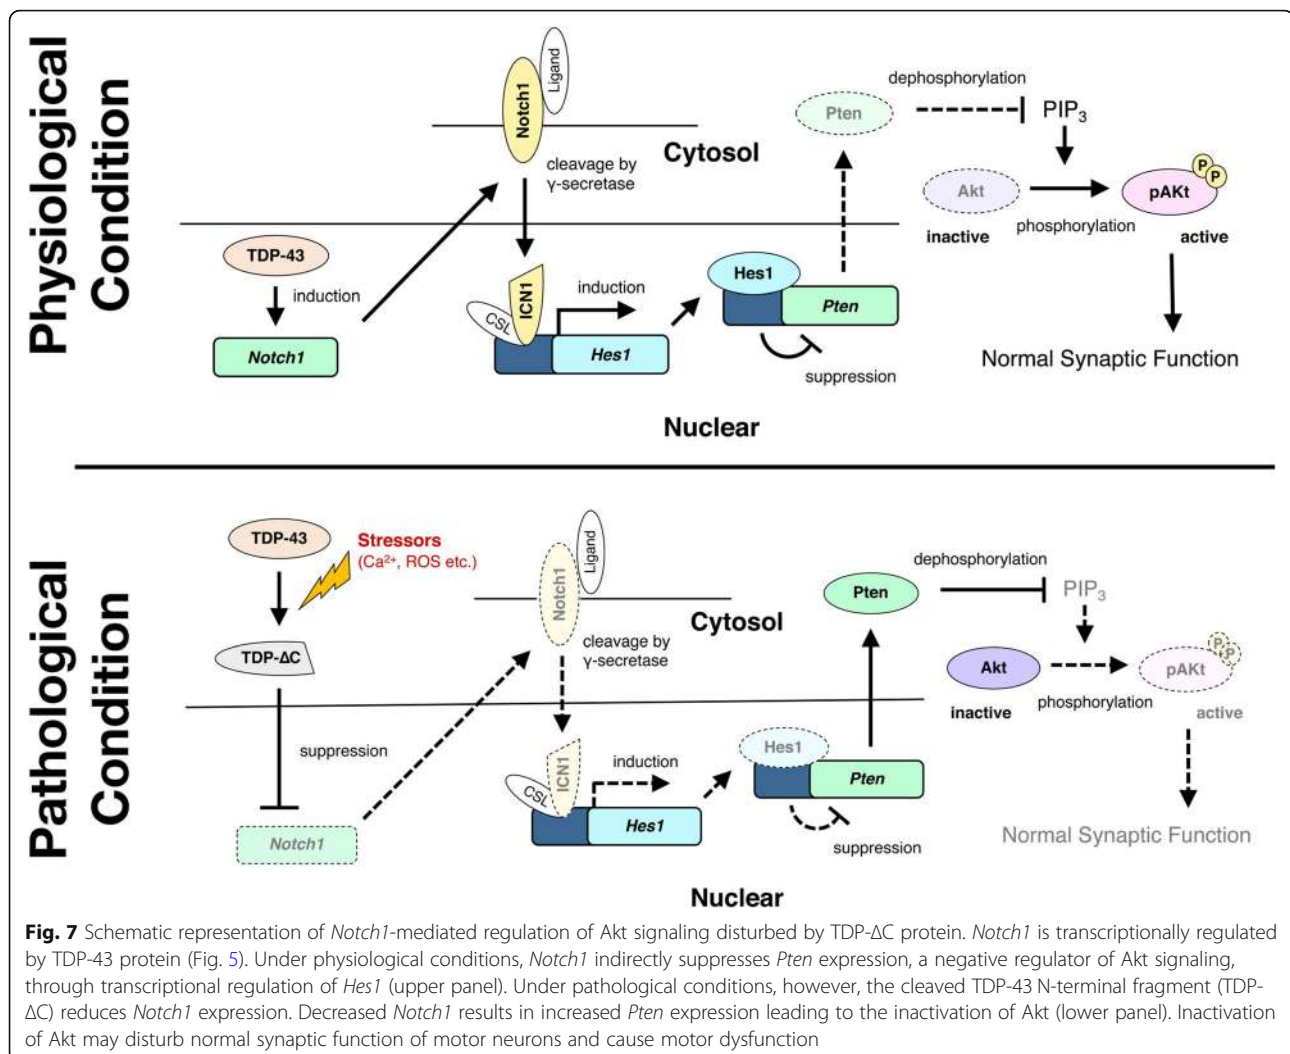 Physiological
Condition
Ligand
Notch1
Cytosol
cleavage by
γ-secretase
TDP-43
induction
Notch1
ICN1
CSL
induction
Hes1
Hes1
Pten
suppression
Nuclear
Pten
dephosphorylation
PIP3
Akt
inactive
phosphorylation
P
P
pAKt
active
Normal Synaptic Function
Pathological
Condition
TDP-43
Stressors
(Ca²⁺, ROS etc.)
TDP-ΔC
suppression
Notch1
Ligand
Notch1
Cytosol
cleavage by
γ-secretase
ICN1
CSL
induction
Hes1
Hes1
Pten
suppression
Nuclear
Pten
dephosphorylation
PIP3
Akt
inactive
phosphorylation
P
P
pAKt
active
Normal Synaptic Function
Fig. 7 Schematic representation of Notch1-mediated regulation of Akt signaling disturbed by TDP-ΔC protein. Notch1 is transcriptionally regulated
by TDP-43 protein (Fig. 5). Under physiological conditions, Notch1 indirectly suppresses Pten expression, a negative regulator of Akt signaling,
through transcriptional regulation of Hes1 (upper panel). Under pathological conditions, however, the cleaved TDP-43 N-terminal fragment (TDP-
ΔC) reduces Notch1 expression. Decreased Notch1 results in increased Pten expression leading to the inactivation of Akt (lower panel). Inactivation
of Akt may disturb normal synaptic function of motor neurons and cause motor dysfunction